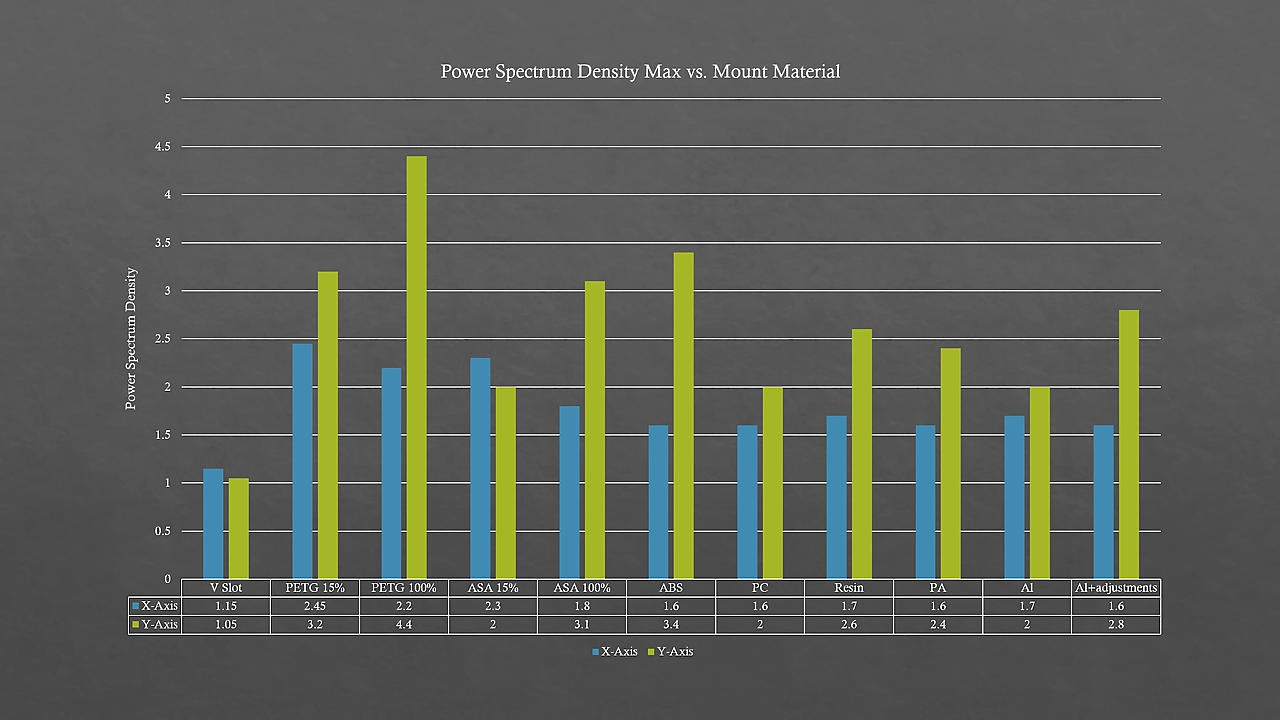 Power Spectrum Density Max vs. Mount Material
5
4.5
4
3.5
3
2.5
2
1.5
1
0.5
0
Power Spectrum Density
V Slot PETG 15% PETG 100% ASA 15% ASA 100% ABS PC Resin PA Al Al+adjustments
X-Axis 1.15 2.45 2.2 2.3 1.8 1.6 1.6 1.7 1.6 1.7 1.6
Y-Axis 1.05 3.2 4.4 2 3.1 3.4 2 2.6 2.4 2 2.8
X-Axis Y-Axis